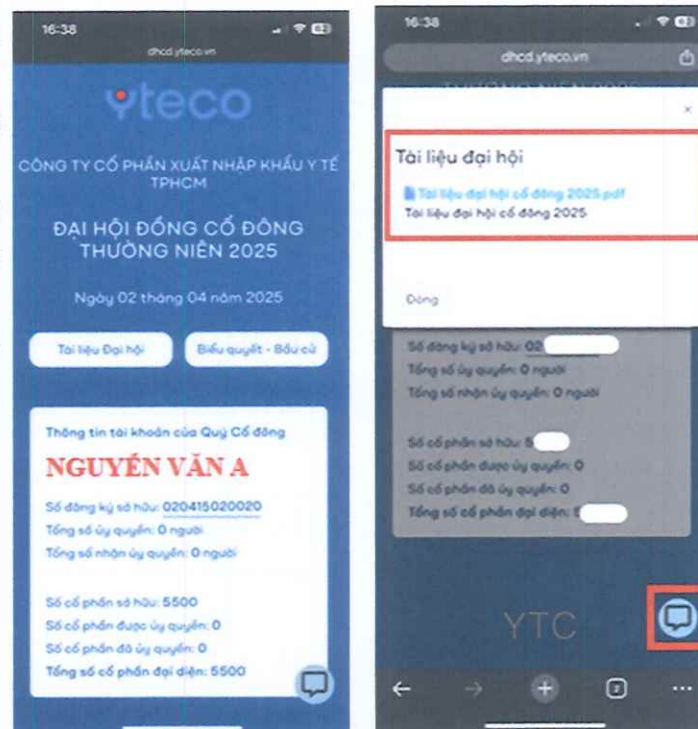 16:38
dhcd.yteco.vn
yteco
CÔNG TY CỔ PHẦN XUẤT NHẬP KHẨU Y TẾ
TPHCM
ĐẠI HỘI ĐỒNG CỔ ĐÔNG
THƯỜNG NIÊN 2025
Ngày 02 tháng 04 năm 2025
Tài liệu Đại hội
Biểu quyết - Bầu cử
Thông tin tài khoản của Quý Cổ đông
NGUYỄN VĂN A
Số đăng ký sở hữu: 020415020020
Tổng số ủy quyền: 0 người
Tổng số nhận ủy quyền: 0 người
Số cổ phần sở hữu: 5500
Số cổ phần được ủy quyền: 0
Số cổ phần đã ủy quyền: 0
Tổng số cổ phần đại diện: 5500
16:38
dhcd.yteco.vn
THƯỜNG NIÊN 2025
×
Tài liệu đại hội
Tài liệu đại hội cổ đông 2025.pdf
Tài liệu đại hội cổ đông 2025
Đóng
Số đăng ký sở hữu: 02
Tổng số ủy quyền: 0 người
Tổng số nhận ủy quyền: 0 người
Số cổ phần sở hữu: 5
Số cổ phần được ủy quyền: 0
Số cổ phần đã ủy quyền: 0
Tổng số cổ phần đại diện:
YTC